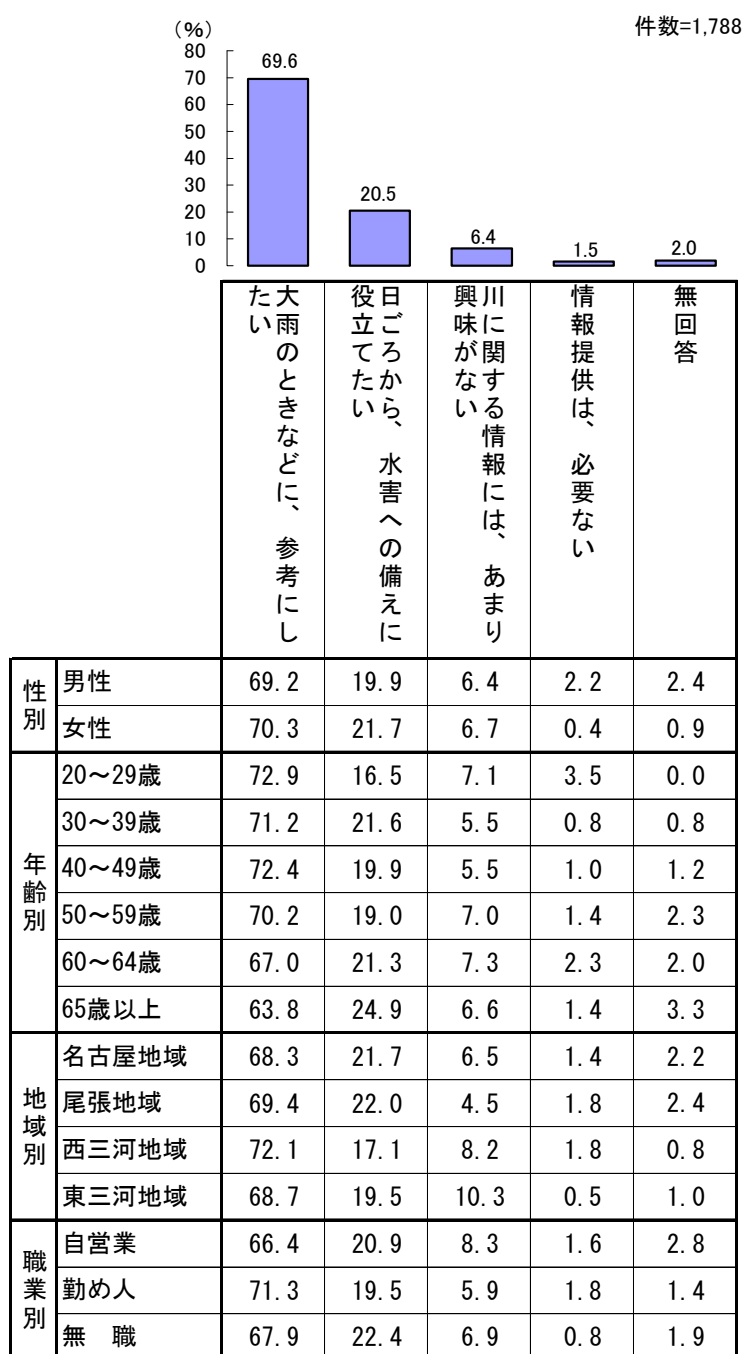 （%）
件数=1,788
80
70
60
50
40
30
20
10
0
69.6
20.5
6.4
1.5
2.0
大雨のときなどに、参考にし
たい
日ごろから、水害への備えに
役立てたい
川に関する情報には、あまり
興味がない
情報提供は、必要ない
無回答
性別
男性 69.2 19.9 6.4 2.2 2.4
女性 70.3 21.7 6.7 0.4 0.9
年齢別
20～29歳 72.9 16.5 7.1 3.5 0.0
30～39歳 71.2 21.6 5.5 0.8 0.8
40～49歳 72.4 19.9 5.5 1.0 1.2
50～59歳 70.2 19.0 7.0 1.4 2.3
60～64歳 67.0 21.3 7.3 2.3 2.0
65歳以上 63.8 24.9 6.6 1.4 3.3
地域別
名古屋地域 68.3 21.7 6.5 1.4 2.2
尾張地域 69.4 22.0 4.5 1.8 2.4
西三河地域 72.1 17.1 8.2 1.8 0.8
東三河地域 68.7 19.5 10.3 0.5 1.0
職業別
自営業 66.4 20.9 8.3 1.6 2.8
勤め人 71.3 19.5 5.9 1.8 1.4
無　職 67.9 22.4 6.9 0.8 1.9